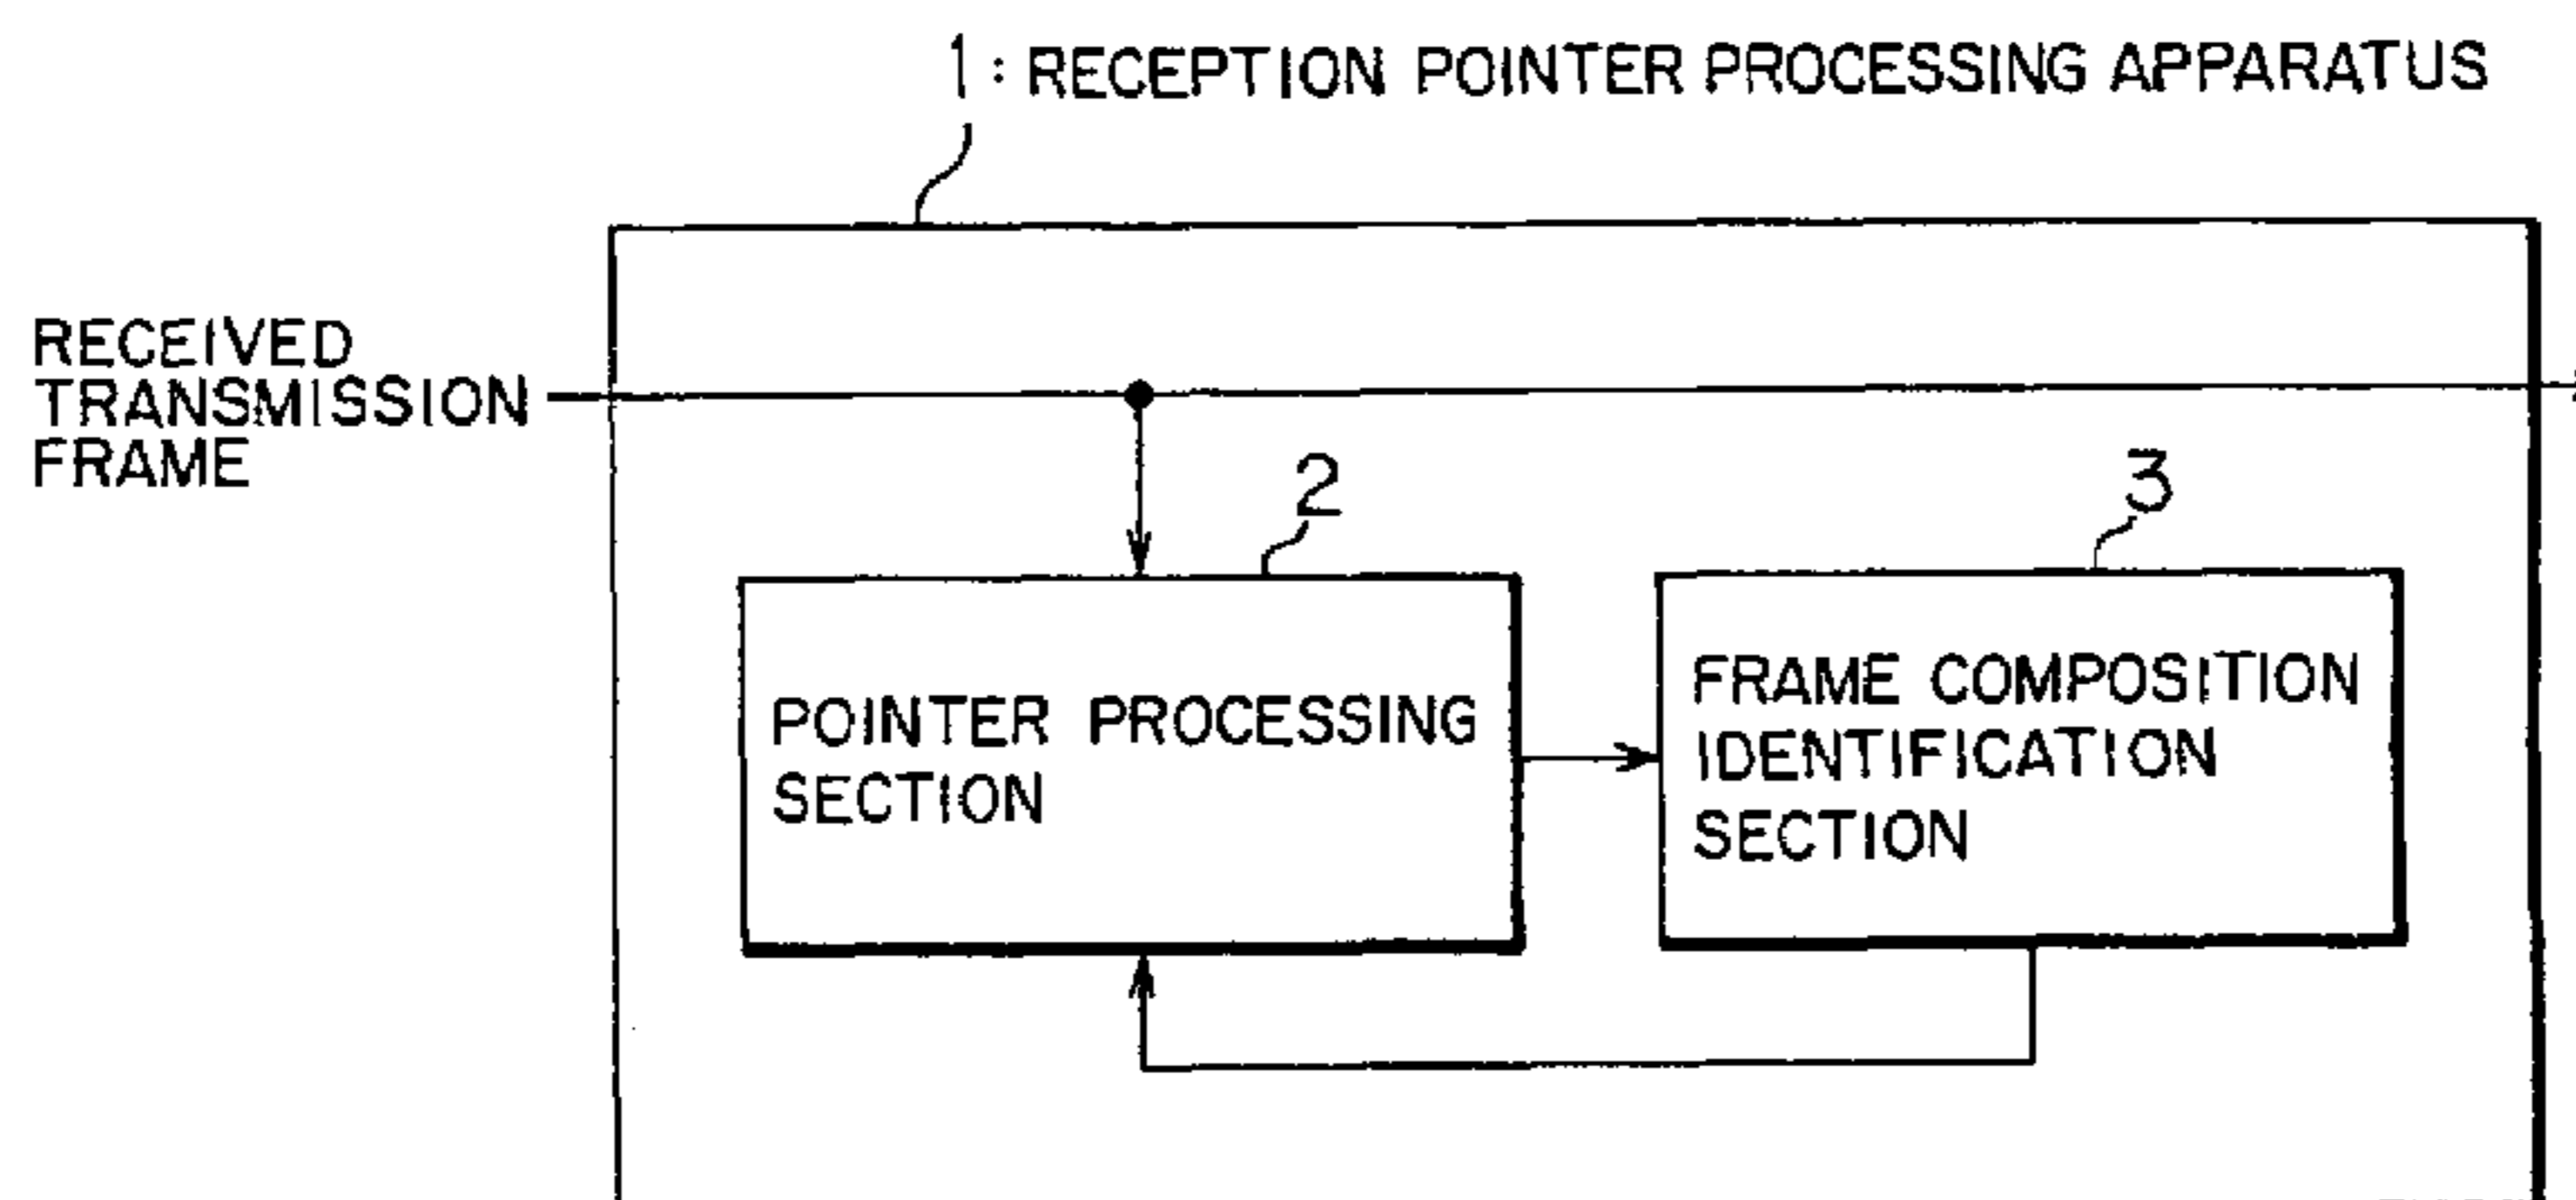 1: RECEPTION POINTER PROCESSING APPARATUS
RECEIVED
TRANSMISSION
FRAME
2
3
POINTER PROCESSING
SECTION
FRAME COMPOSITION
IDENTIFICATION
SECTION